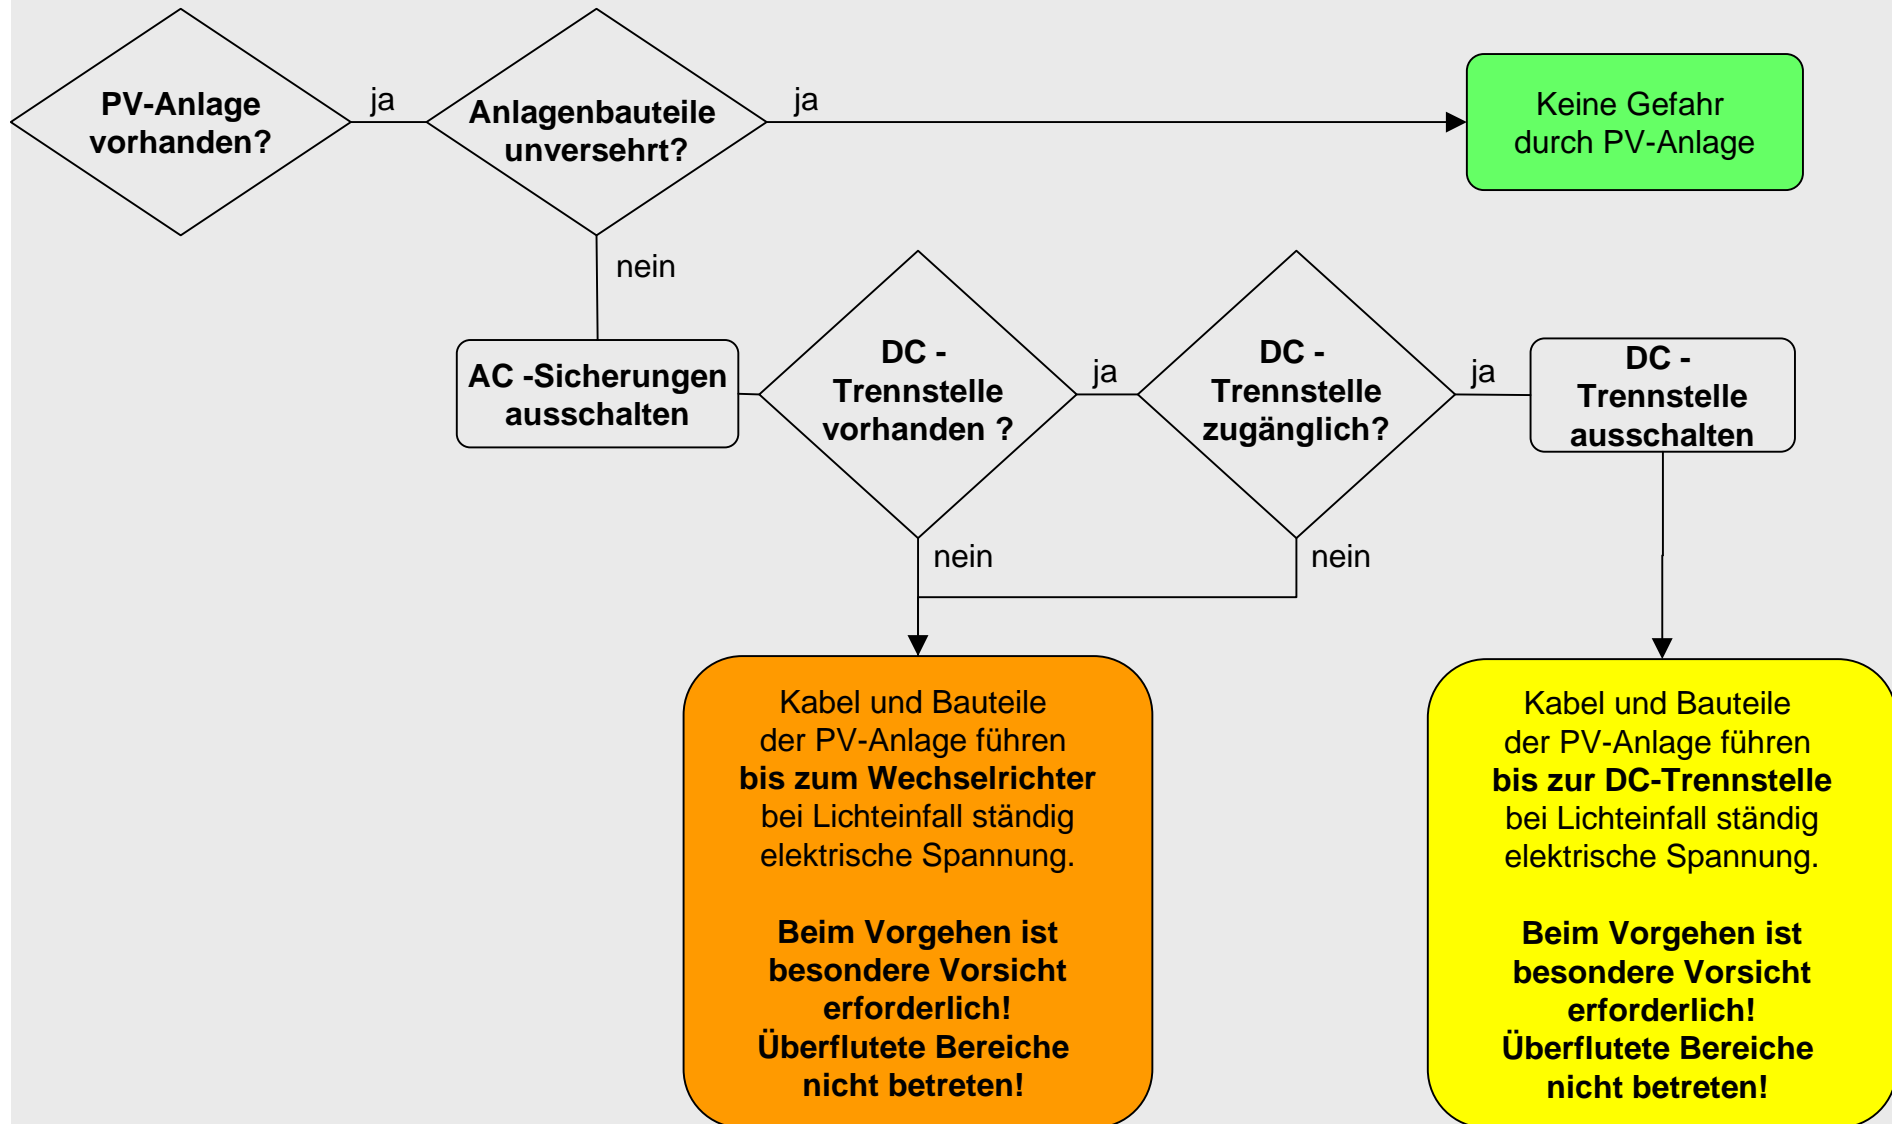 PV-Anlage
vorhanden?
ja
Anlagenbauteile
unversehrt?
ja
Keine Gefahr
durch PV-Anlage
nein
AC -Sicherungen
ausschalten
DC -
Trennstelle
vorhanden ?
ja
DC -
Trennstelle
zugänglich?
ja
DC -
Trennstelle
ausschalten
nein
nein
Kabel und Bauteile
der PV-Anlage führen
bis zum Wechselrichter
bei Lichteinfall ständig
elektrische Spannung.
Beim Vorgehen ist
besondere Vorsicht
erforderlich!
Überflutete Bereiche
nicht betreten!
Kabel und Bauteile
der PV-Anlage führen
bis zur DC-Trennstelle
bei Lichteinfall ständig
elektrische Spannung.
Beim Vorgehen ist
besondere Vorsicht
erforderlich!
Überflutete Bereiche
nicht betreten!